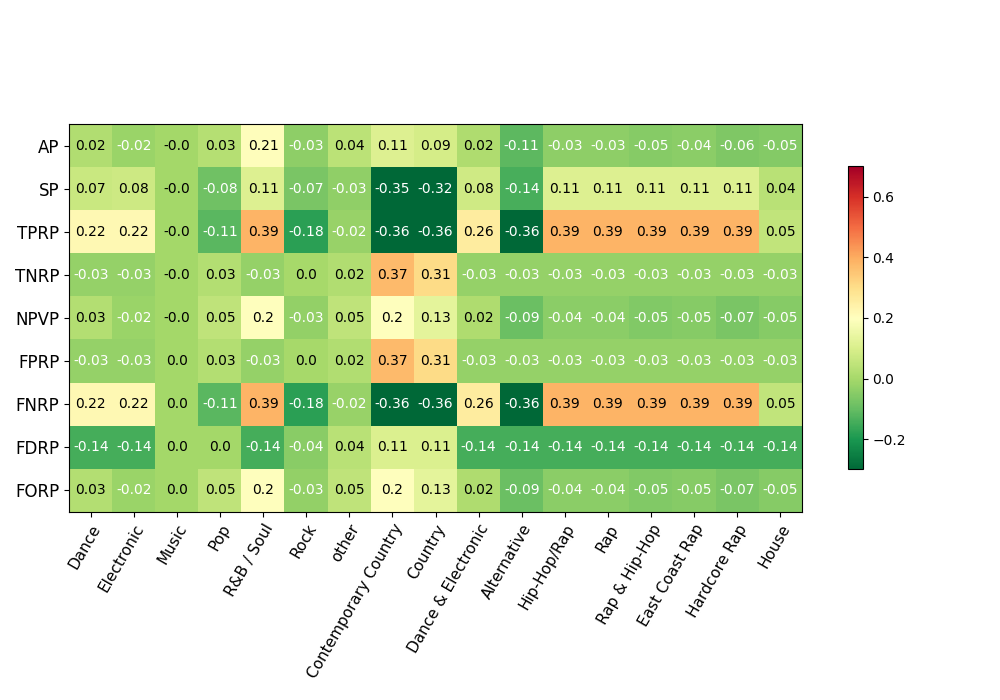 AP 0.02 -0.02 -0.0 0.03 0.21 -0.03 0.04 0.11 0.09 0.02 -0.11 -0.03 -0.03 -0.05 -0.04 -0.06 -0.05
SP 0.07 0.08 -0.0 -0.08 0.11 -0.07 -0.03 -0.35 -0.32 0.08 -0.14 0.11 0.11 0.11 0.11 0.11 0.04
TPRP 0.22 0.22 -0.0 -0.11 0.39 -0.18 -0.02 -0.36 -0.36 0.26 -0.36 0.39 0.39 0.39 0.39 0.39 0.05
TNRP -0.03 -0.03 -0.0 0.03 -0.03 0.0 0.02 0.37 0.31 -0.03 -0.03 -0.03 -0.03 -0.03 -0.03 -0.03 -0.03
NPVP 0.03 -0.02 -0.0 0.05 0.2 -0.03 0.05 0.2 0.13 0.02 -0.09 -0.04 -0.04 -0.05 -0.05 -0.07 -0.05
FPRP -0.03 -0.03 0.0 0.03 -0.03 0.0 0.02 0.37 0.31 -0.03 -0.03 -0.03 -0.03 -0.03 -0.03 -0.03 -0.03
FNRP 0.22 0.22 0.0 -0.11 0.39 -0.18 -0.02 -0.36 -0.36 0.26 -0.36 0.39 0.39 0.39 0.39 0.39 0.05
FDRP -0.14 -0.14 0.0 0.0 -0.14 -0.04 0.04 0.11 0.11 -0.14 -0.14 -0.14 -0.14 -0.14 -0.14 -0.14 -0.14
FORP 0.03 -0.02 0.0 0.05 0.2 -0.03 0.05 0.2 0.13 0.02 -0.09 -0.04 -0.04 -0.05 -0.05 -0.07 -0.05
Dance
Electronic
Music
Pop
R&B / Soul
Rock
other
Contemporary Country
Country
Dance & Electronic
Alternative
Hip-Hop/Rap
Rap
Rap & Hip-Hop
East Coast Rap
Hardcore Rap
House
0.6
0.4
0.2
0.0
−0.2